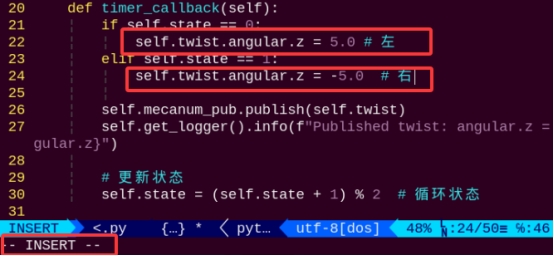 20 def timer_callback(self):
21 if self.state == 0:
22 self.twist.angular.z = 5.0 # 左
23 elif self.state == 1:
24 self.twist.angular.z = -5.0 # 右
25
26 self.mecanum_pub.publish(self.twist)
27 self.get_logger().info(f"Published twist: angular.z =
gular.z}")
28
29 # 更新状态
30 self.state = (self.state + 1) % 2 # 循环状态
31
INSERT <.py {…} * pyt… utf-8[dos] 48% :24/50≡ ℅:46
-- INSERT --